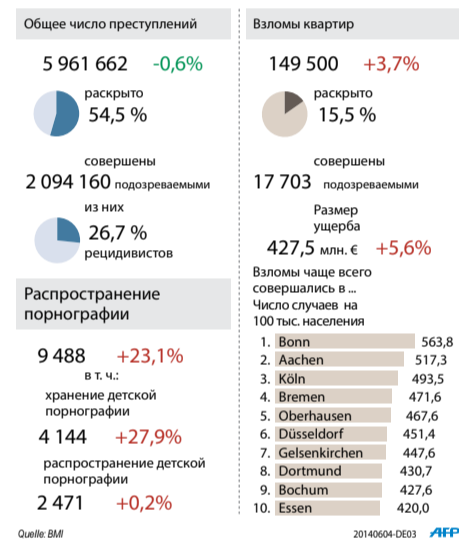 Общее число преступлений
5 961 662 -0,6%
раскрыто
54,5 %
совершены
2 094 160 подозреваемыми
из них
26,7 %
рецидивистов
Распространение
порнографии
9 488 +23,1%
в т. ч.:
хранение детской
порнографии
4 144 +27,9%
распространение детской
порнографии
2 471 +0,2%
Взломы квартир
149 500 +3,7%
раскрыто
15,5 %
совершены
17 703 подозреваемыми
Размер
ущерба
427,5 млн. € +5,6%
Взломы чаще всего
совершались в ...
Число случаев на
100 тыс. населения
1. Bonn 563,8
2. Aachen 517,3
3. Köln 493,5
4. Bremen 471,6
5. Oberhausen 467,6
6. Düsseldorf 451,4
7. Gelsenkirchen 447,6
8. Dortmund 430,7
9. Bochum 427,6
10. Essen 420,0
Quelle: BMI
20140604-DE03 AFP